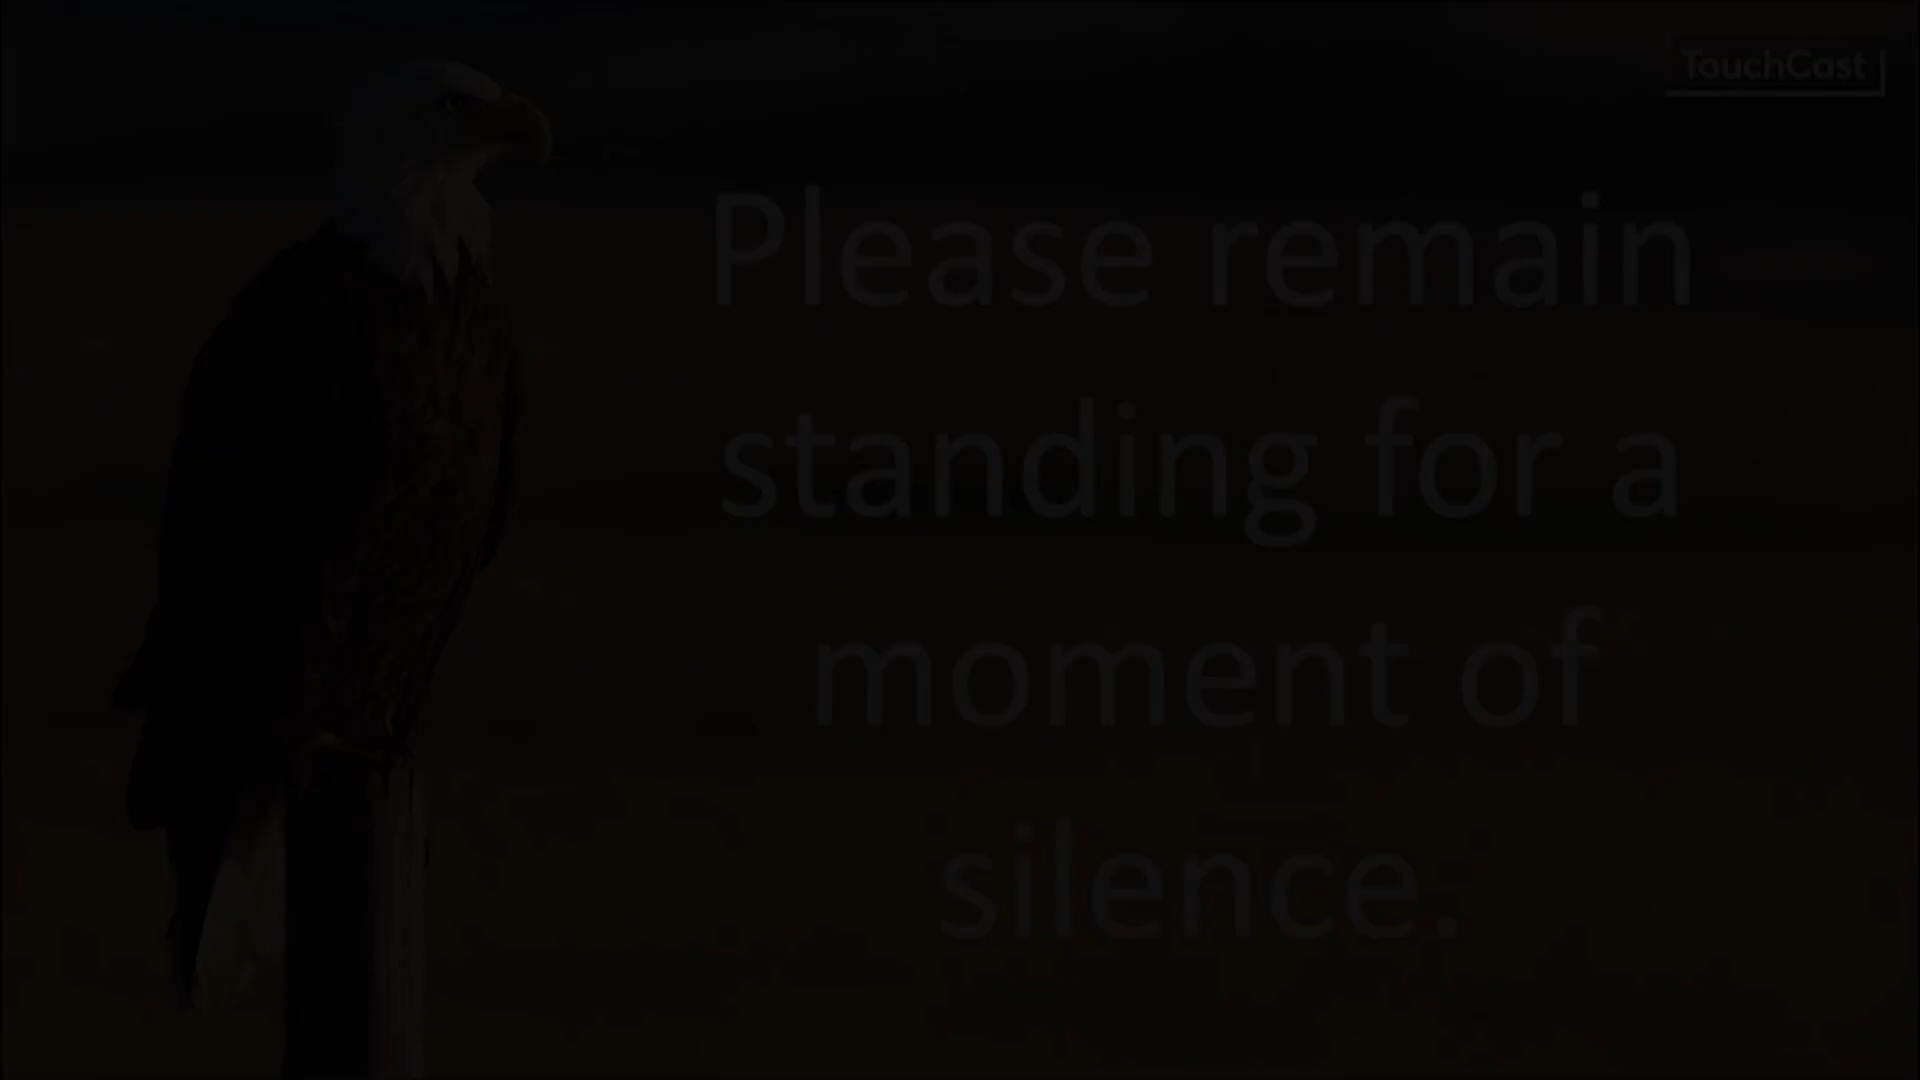 TouchCast
Please remain
standing for a
moment of
silence.